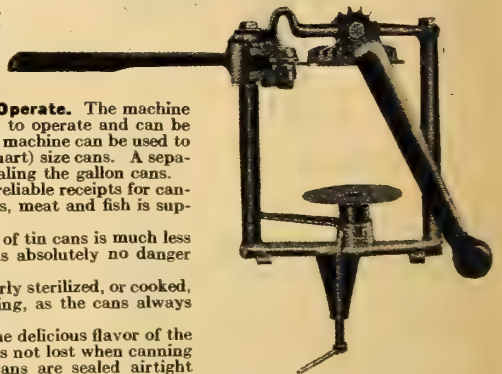 Operate. The machine
to operate and can be
machine can be used to
uart) size cans. A sepa-
aling the gallon cans.
reliable receipts for can-
s, meat and fish is sup-
of tin cans is much less
s absolutely no danger
rly sterilized, or cooked,
ing, as the cans always
ne delicious flavor of the
s not lost when canning
ans are sealed airtight